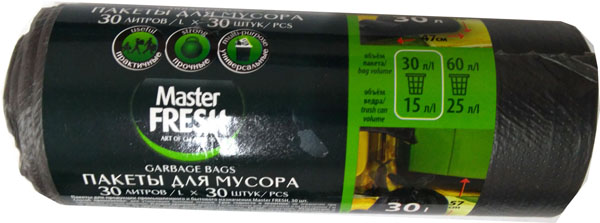 ПАКЕТЫ ДЛЯ МУСОРА
30 ЛИТРОВ/L X 30 ШТУК/PCS
30 Л
useful
практичные
strong
прочные
multi-purpose
универсальные
объём
пакета/
bag volume
30 л/l
60 л/l
объём
ведра/
trash can
volume
15 л/l
25 л/l
Master
FRESH
ART OF
GARBAGE BAGS
ПАКЕТЫ ДЛЯ МУСОРА
30 ЛИТРОВ/L X 30 ШТУК/PCS
30 Л
57